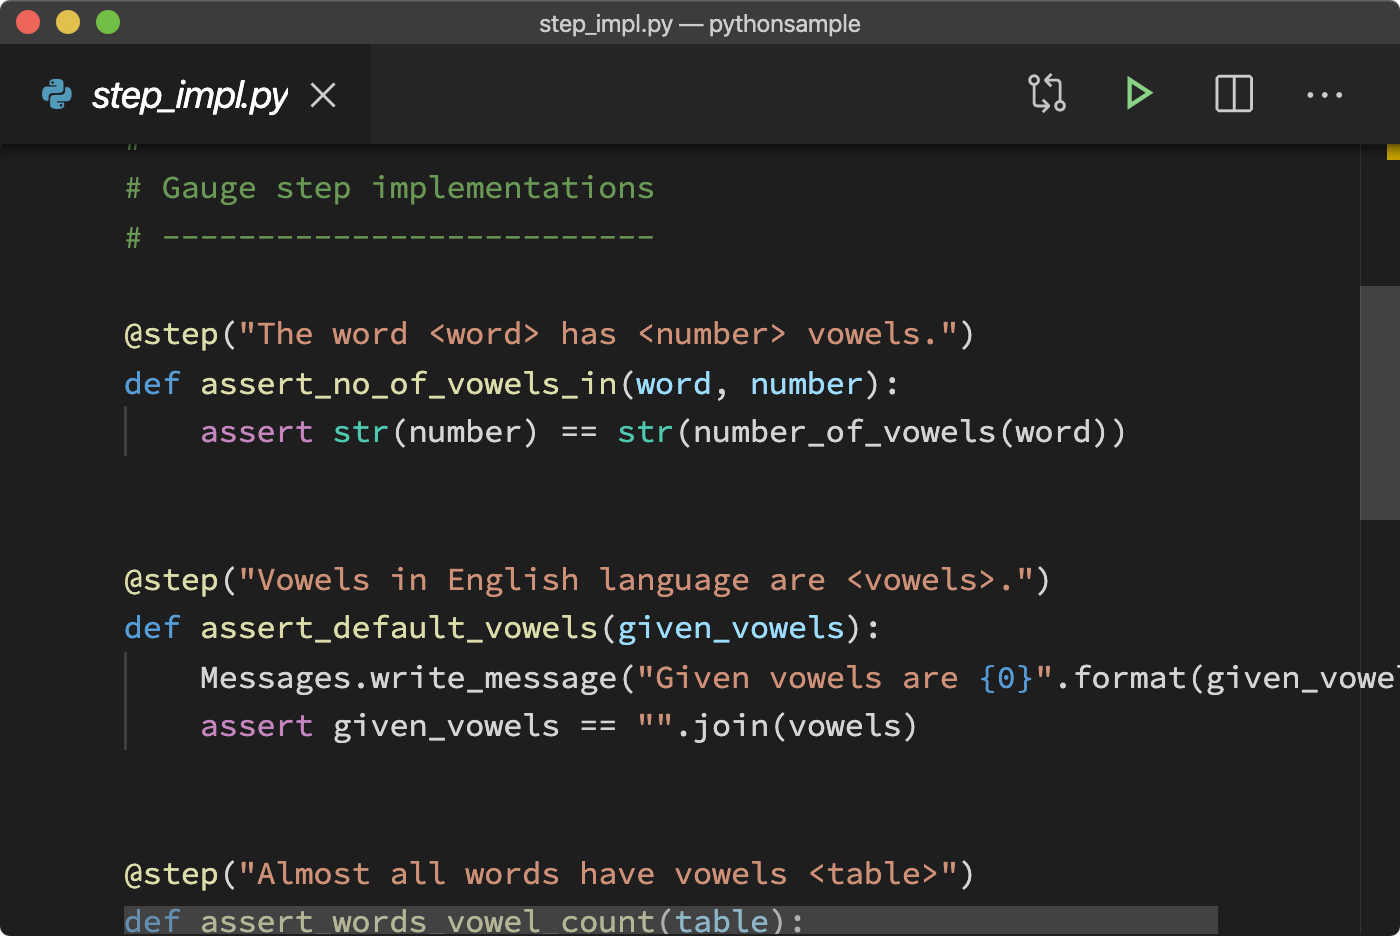 step_impl.py — pythonsample
step_impl.py
#
# Gauge step implementations
# --------------------------
@step("The word <word> has <number> vowels.")
def assert_no_of_vowels_in(word, number):
    assert str(number) == str(number_of_vowels(word))
@step("Vowels in English language are <vowels>.")
def assert_default_vowels(given_vowels):
    Messages.write_message("Given vowels are {0}".format(given_vowel
    assert given_vowels == "".join(vowels)
@step("Almost all words have vowels <table>")
def assert_words_vowel_count(table):